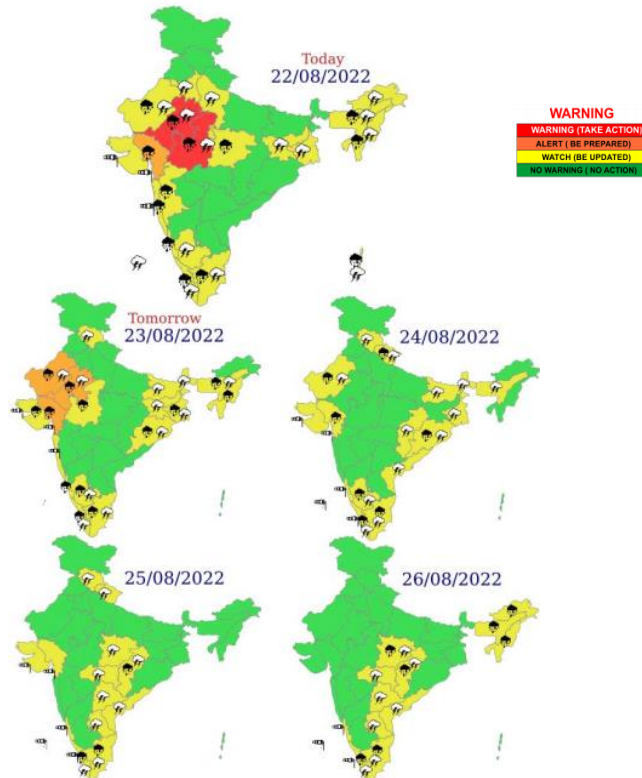 Today
22/08/2022
WARNING
WARNING (TAKE ACTION)
ALERT ( BE PREPARED)
WATCH (BE UPDATED)
NO WARNING ( NO ACTION)
Tomorrow
23/08/2022
24/08/2022
25/08/2022
26/08/2022